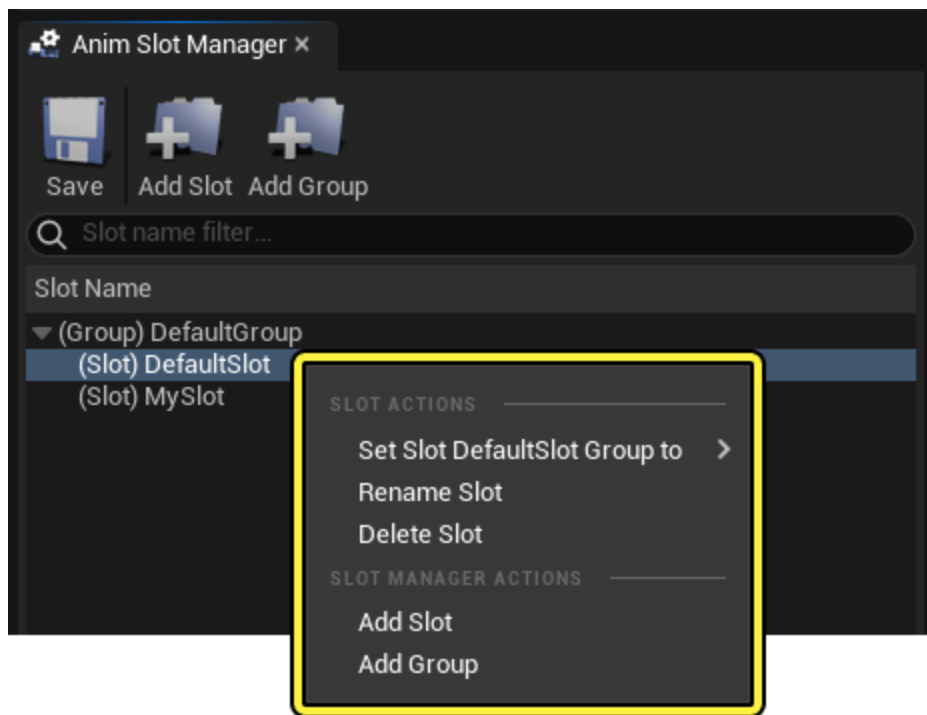 Anim Slot Manager ×
Save Add Slot Add Group
Slot name filter...
Slot Name
(Group) DefaultGroup
(Slot) DefaultSlot
(Slot) MySlot
SLOT ACTIONS
Set Slot DefaultSlot Group to >
Rename Slot
Delete Slot
SLOT MANAGER ACTIONS
Add Slot
Add Group